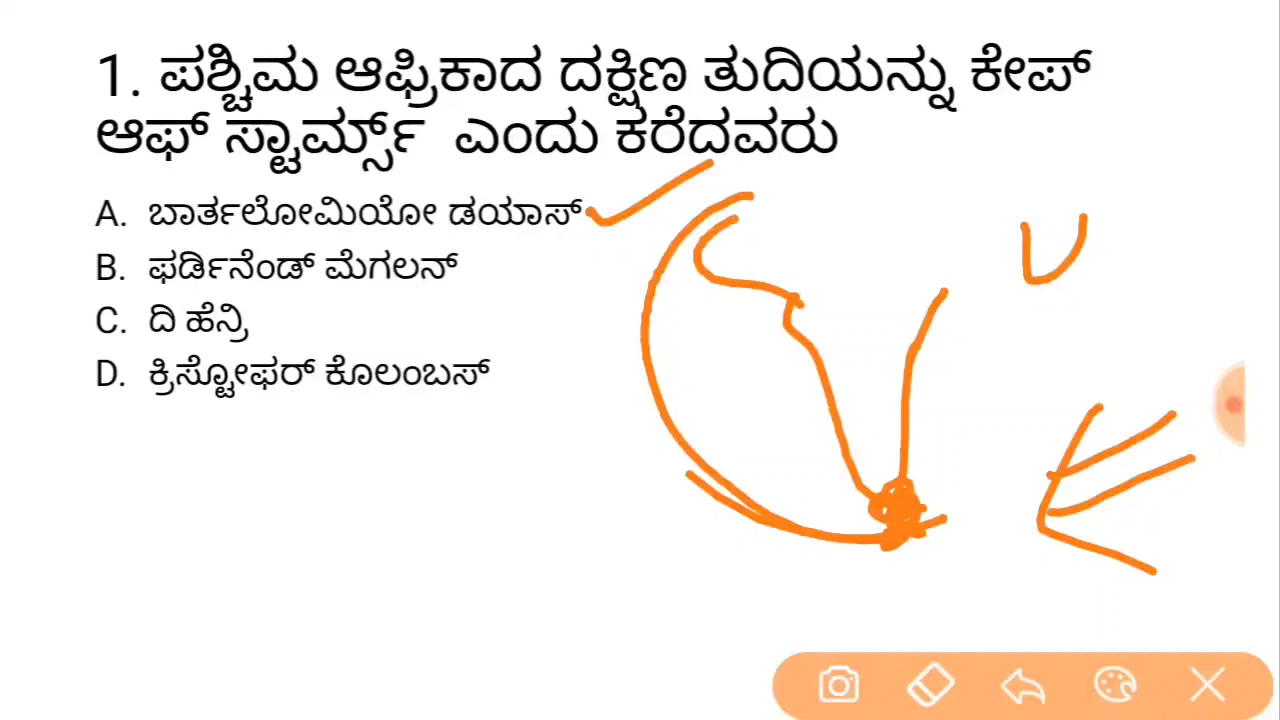 1. ಪಶ್ಚಿಮ ಆಫ್ರಿಕಾದ ದಕ್ಷಿಣ ತುದಿಯನ್ನು ಕೇಪ್
ಆಫ್ ಸ್ಟಾರ್ಮ್ಸ್ ಎಂದು ಕರೆದವರು
A. ಬಾರ್ತಲೋಮಿಯೋ ಡಯಾಸ್
B. ಫರ್ಡಿನೆಂಡ್ ಮೆಗಲನ್
C. ದಿ ಹೆನ್ರಿ
D. ಕ್ರಿಸ್ಟೋಫರ್ ಕೊಲಂಬಸ್